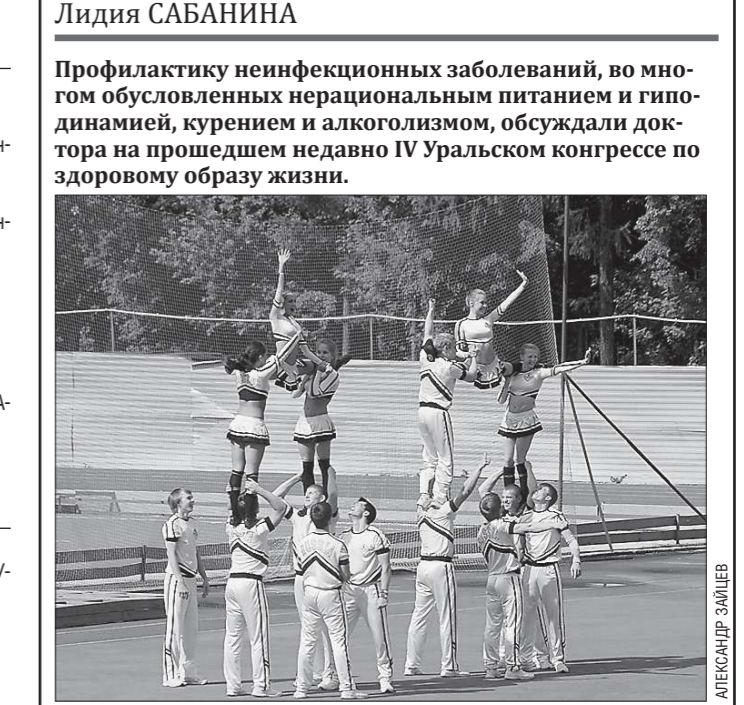 Лидия САБАНИНА
Профилактику неинфекционных заболеваний, во мно-
гом обусловленных нерациональным питанием и гипо-
динамией, курением и алкоголизмом, обсуждали док-
тора на прошедшем недавно IV Уральском конгрессе по
здоровому образу жизни.
АЛЕКСАНДР ЗАЙЦЕВ